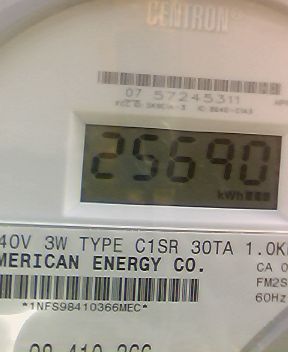 CENTRON®
07 57245311
25690
kWh
40V 3W TYPE C1SR 30TA 1.0K
MERICAN ENERGY CO.
CA 0
FM2S
60Hz
*1NFS98410366MEC*